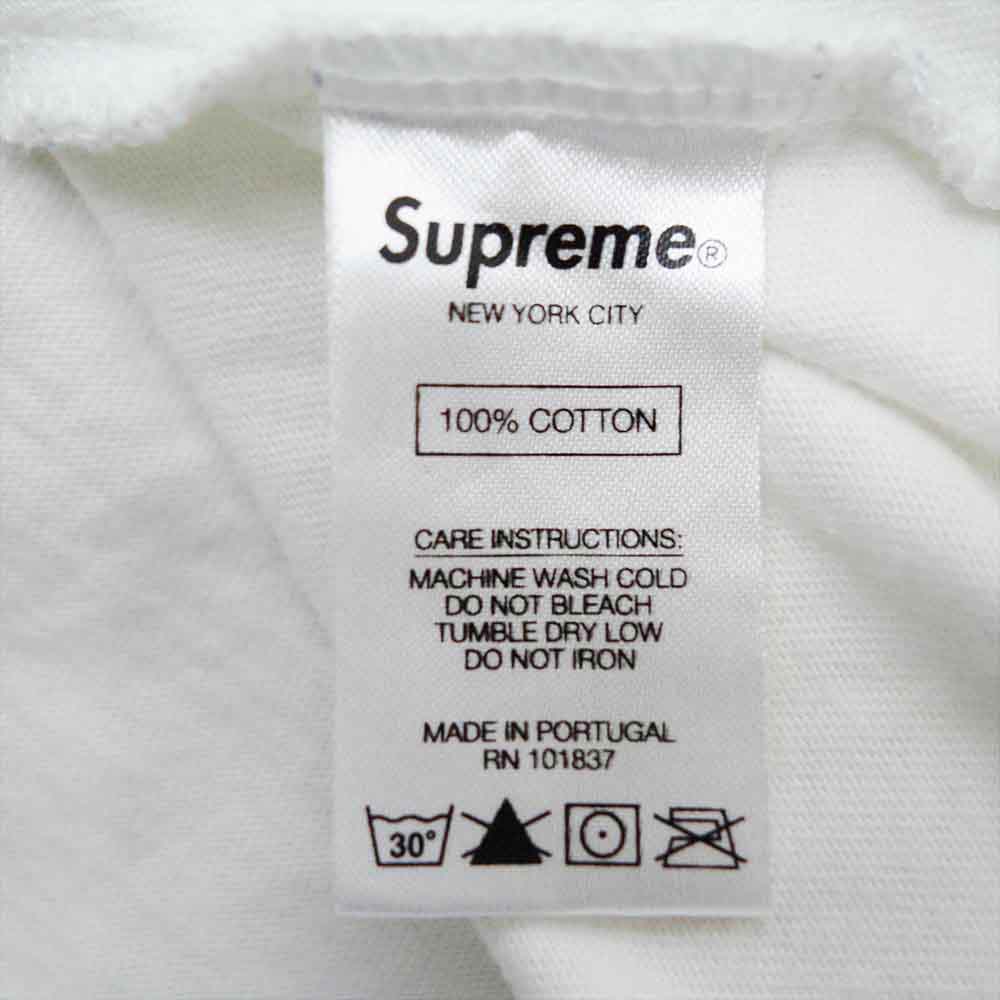 Supreme®
NEW YORK CITY
100% COTTON
CARE INSTRUCTIONS:
MACHINE WASH COLD
DO NOT BLEACH
TUMBLE DRY LOW
DO NOT IRON
MADE IN PORTUGAL
RN 101837
30°